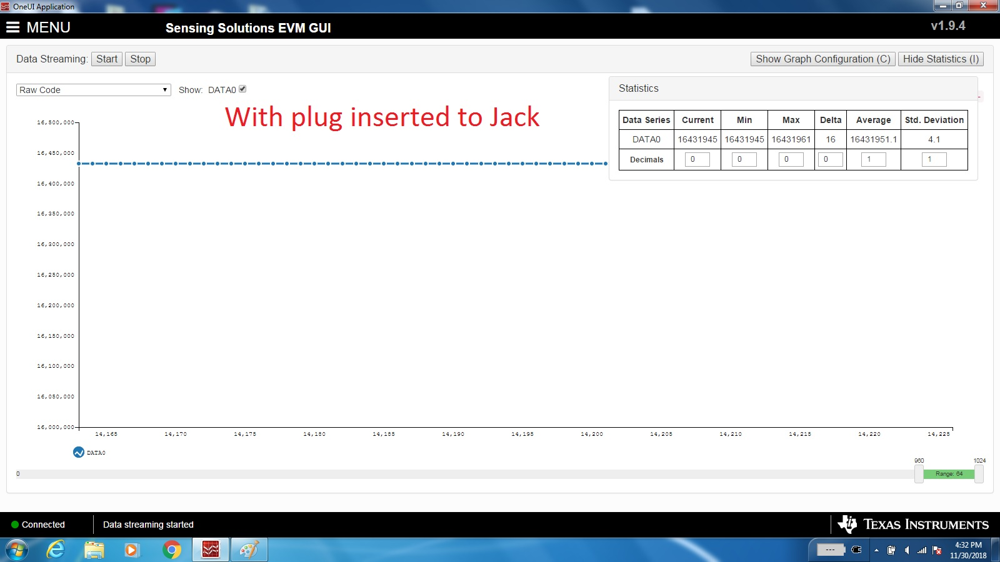 OneUI Application
MENU
Sensing Solutions EVM GUI
v1.9.4
Data Streaming: Start Stop
Show Graph Configuration (C) Hide Statistics (I)
Raw Code
Show: DATA0
With plug inserted to Jack
Statistics
Data Series Current Min Max Delta Average Std. Deviation
DATA0 16431945 16431945 16431961 16 16431951.1 4.1
Decimals 0 0 0 0 1 1
16,500,000
16,450,000
16,400,000
16,350,000
16,300,000
16,250,000
16,200,000
16,150,000
16,100,000
16,050,000
16,000,000
14,165 14,170 14,175 14,180 14,185 14,190 14,195 14,200 14,205 14,210 14,215 14,220 14,225
DATA0
960 1024
0 Range: 64
Connected Data streaming started
TEXAS INSTRUMENTS
---
4:32 PM
11/30/2018